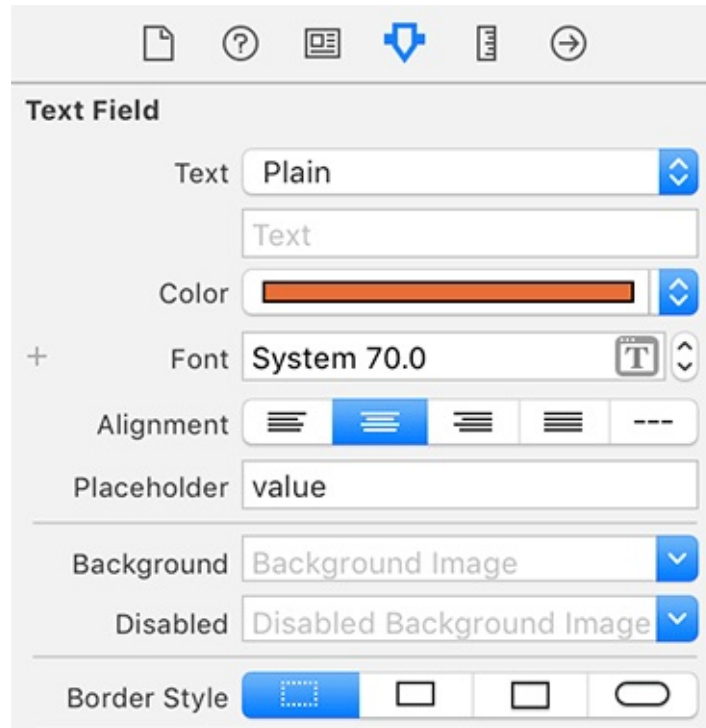 Text Field
Text Plain
Text
Color
+ Font System 70.0 T
Alignment ---
Placeholder value
Background Background Image
Disabled Disabled Background Image
Border Style